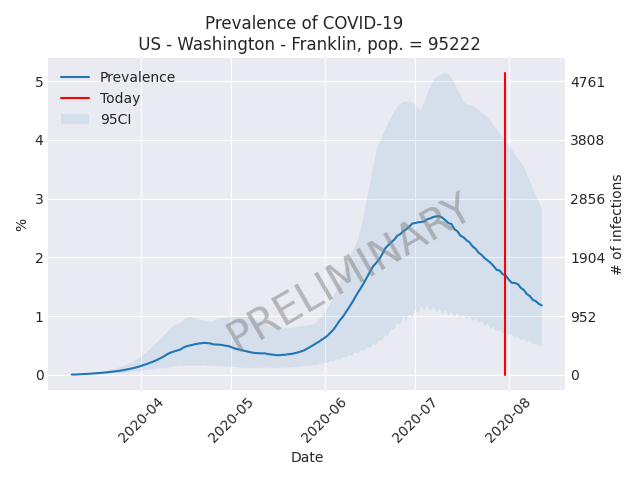 Prevalence of COVID-19
US - Washington - Franklin, pop. = 95222
Prevalence
Today
95CI
PRELIMINARY
%
5
4
3
2
1
0
4761
3808
2856
1904
952
0
# of infections
2020-04
2020-05
2020-06
2020-07
2020-08
Date